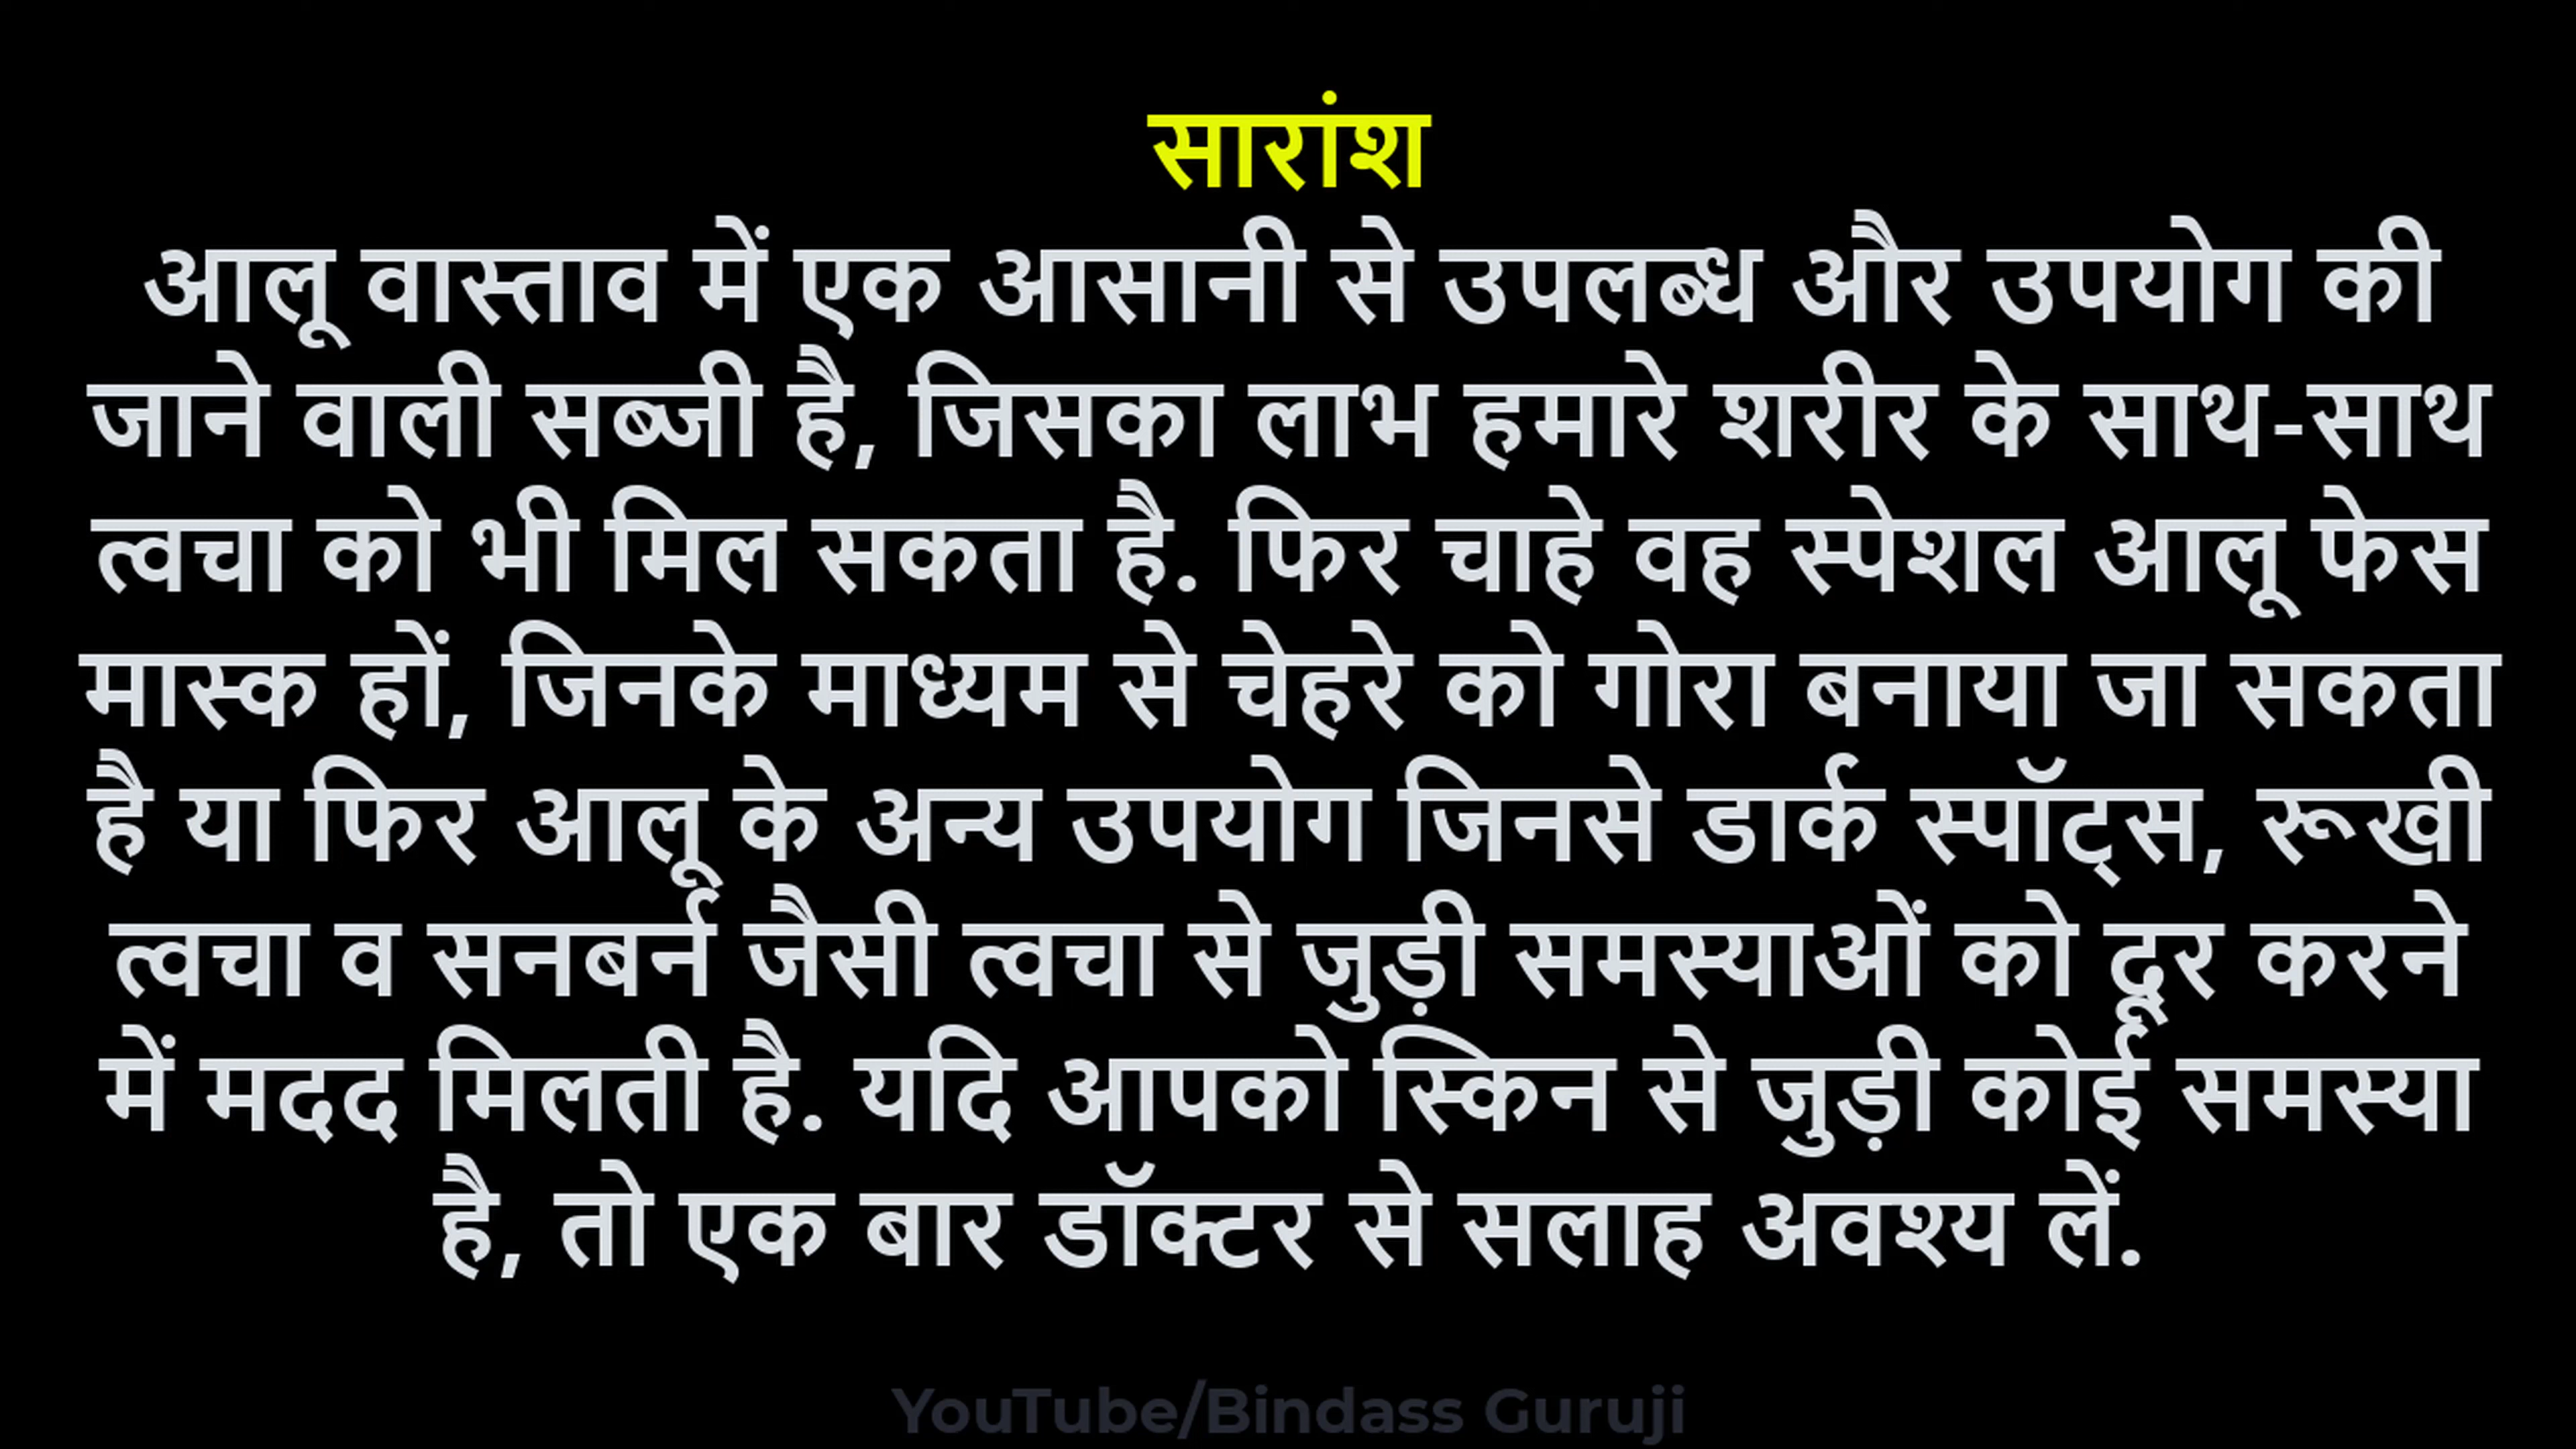 सारांश
आलू वास्ताव में एक आसानी से उपलब्ध और उपयोग की
जाने वाली सब्जी है, जिसका लाभ हमारे शरीर के साथ-साथ
त्वचा को भी मिल सकता है. फिर चाहे वह स्पेशल आलू फेस
मास्क हों, जिनके माध्यम से चेहरे को गोरा बनाया जा सकता
है या फिर आलू के अन्य उपयोग जिनसे डार्क स्पॉट्स, रूखी
त्वचा व सनबर्न जैसी त्वचा से जुड़ी समस्याओं को दूर करने
में मदद मिलती है. यदि आपको स्किन से जुड़ी कोई समस्या
है, तो एक बार डॉक्टर से सलाह अवश्य लें.
YouTube/Bindass Guruji